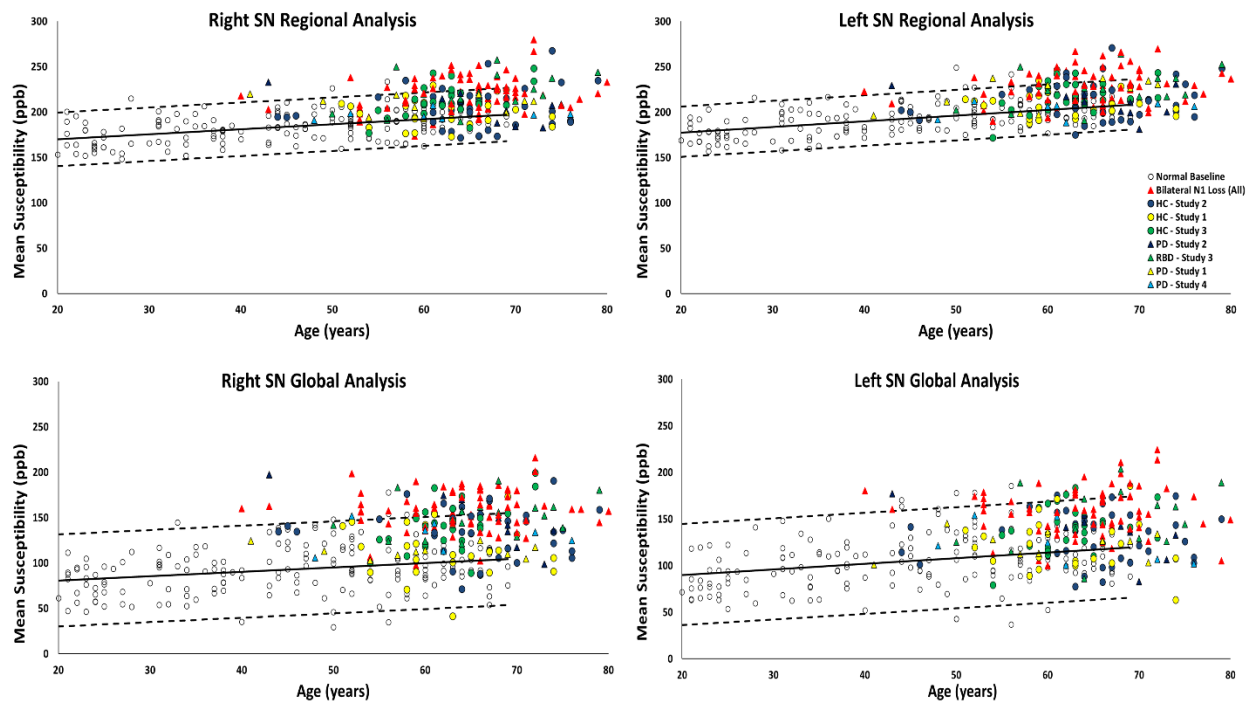 Right SN Regional Analysis
Mean Susceptibility (ppb)
300
250
200
150
100
50
0
20
30
40
50
60
70
80
Age (years)
Left SN Regional Analysis
Mean Susceptibility (ppb)
300
250
200
150
100
50
0
20
30
40
50
60
70
80
Age (years)
Normal Baseline
Bilateral N1 Loss (All)
HC - Study 2
HC - Study 1
HC - Study 3
PD - Study 2
RBD - Study 3
PD - Study 1
PD - Study 4
Right SN Global Analysis
Mean Susceptibility (ppb)
300
250
200
150
100
50
0
20
30
40
50
60
70
80
Age (years)
Left SN Global Analysis
Mean Susceptibility (ppb)
300
250
200
150
100
50
0
20
30
40
50
60
70
80
Age (years)